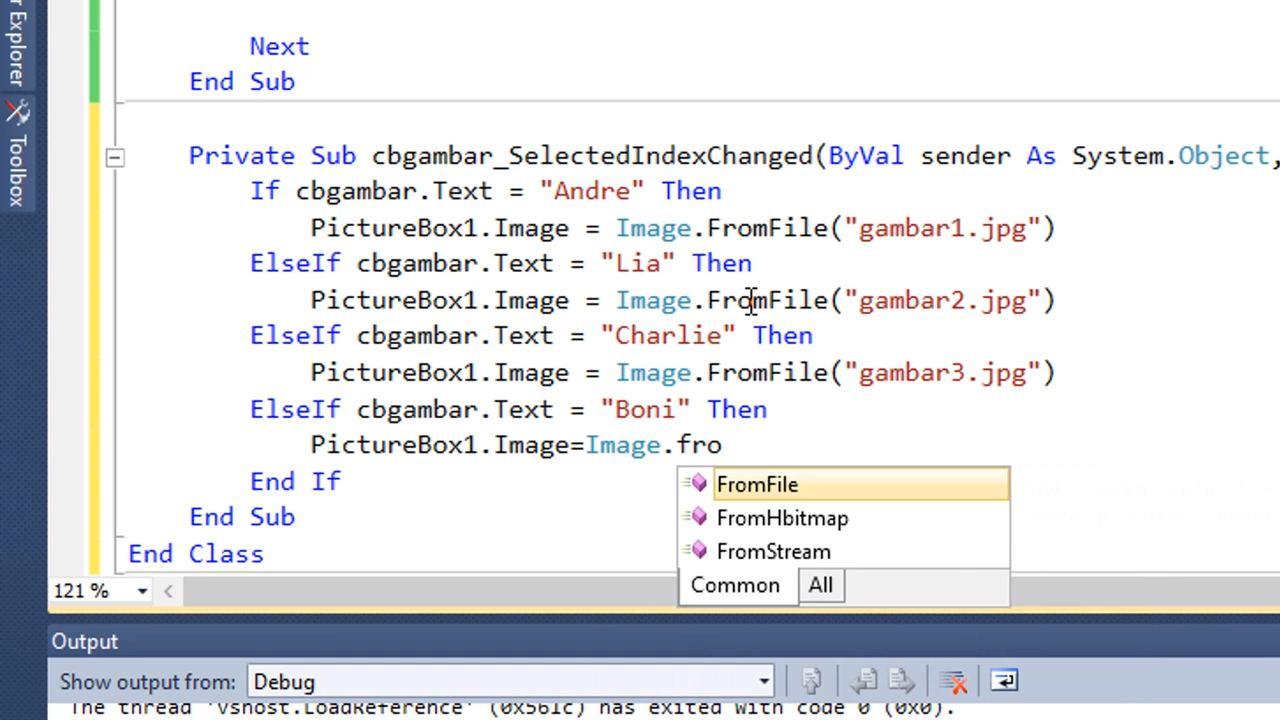 r Explorer
Toolbox
Next
End Sub
Private Sub cbgambar_SelectedIndexChanged(ByVal sender As System.Object,
If cbgambar.Text = "Andre" Then
PictureBox1.Image = Image.FromFile("gambar1.jpg")
ElseIf cbgambar.Text = "Lia" Then
PictureBox1.Image = Image.FromFile("gambar2.jpg")
ElseIf cbgambar.Text = "Charlie" Then
PictureBox1.Image = Image.FromFile("gambar3.jpg")
ElseIf cbgambar.Text = "Boni" Then
PictureBox1.Image=Image.fro
End If
End Sub
End Class
FromFile
FromHbitmap
FromStream
Common All
121 %
Output
Show output from: Debug
The thread 'vshost.LoadReference' (0x561c) has exited with code 0 (0x0).